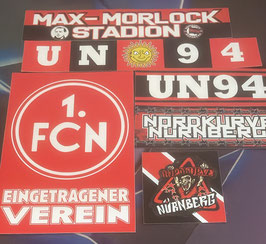 MAX-MORLOCK
STADION
U N 9 4
UN94
1.
FCN
EINGETRAGENER
VEREIN
NORDKURVE
NÜRNBERG
NÜRNBERG